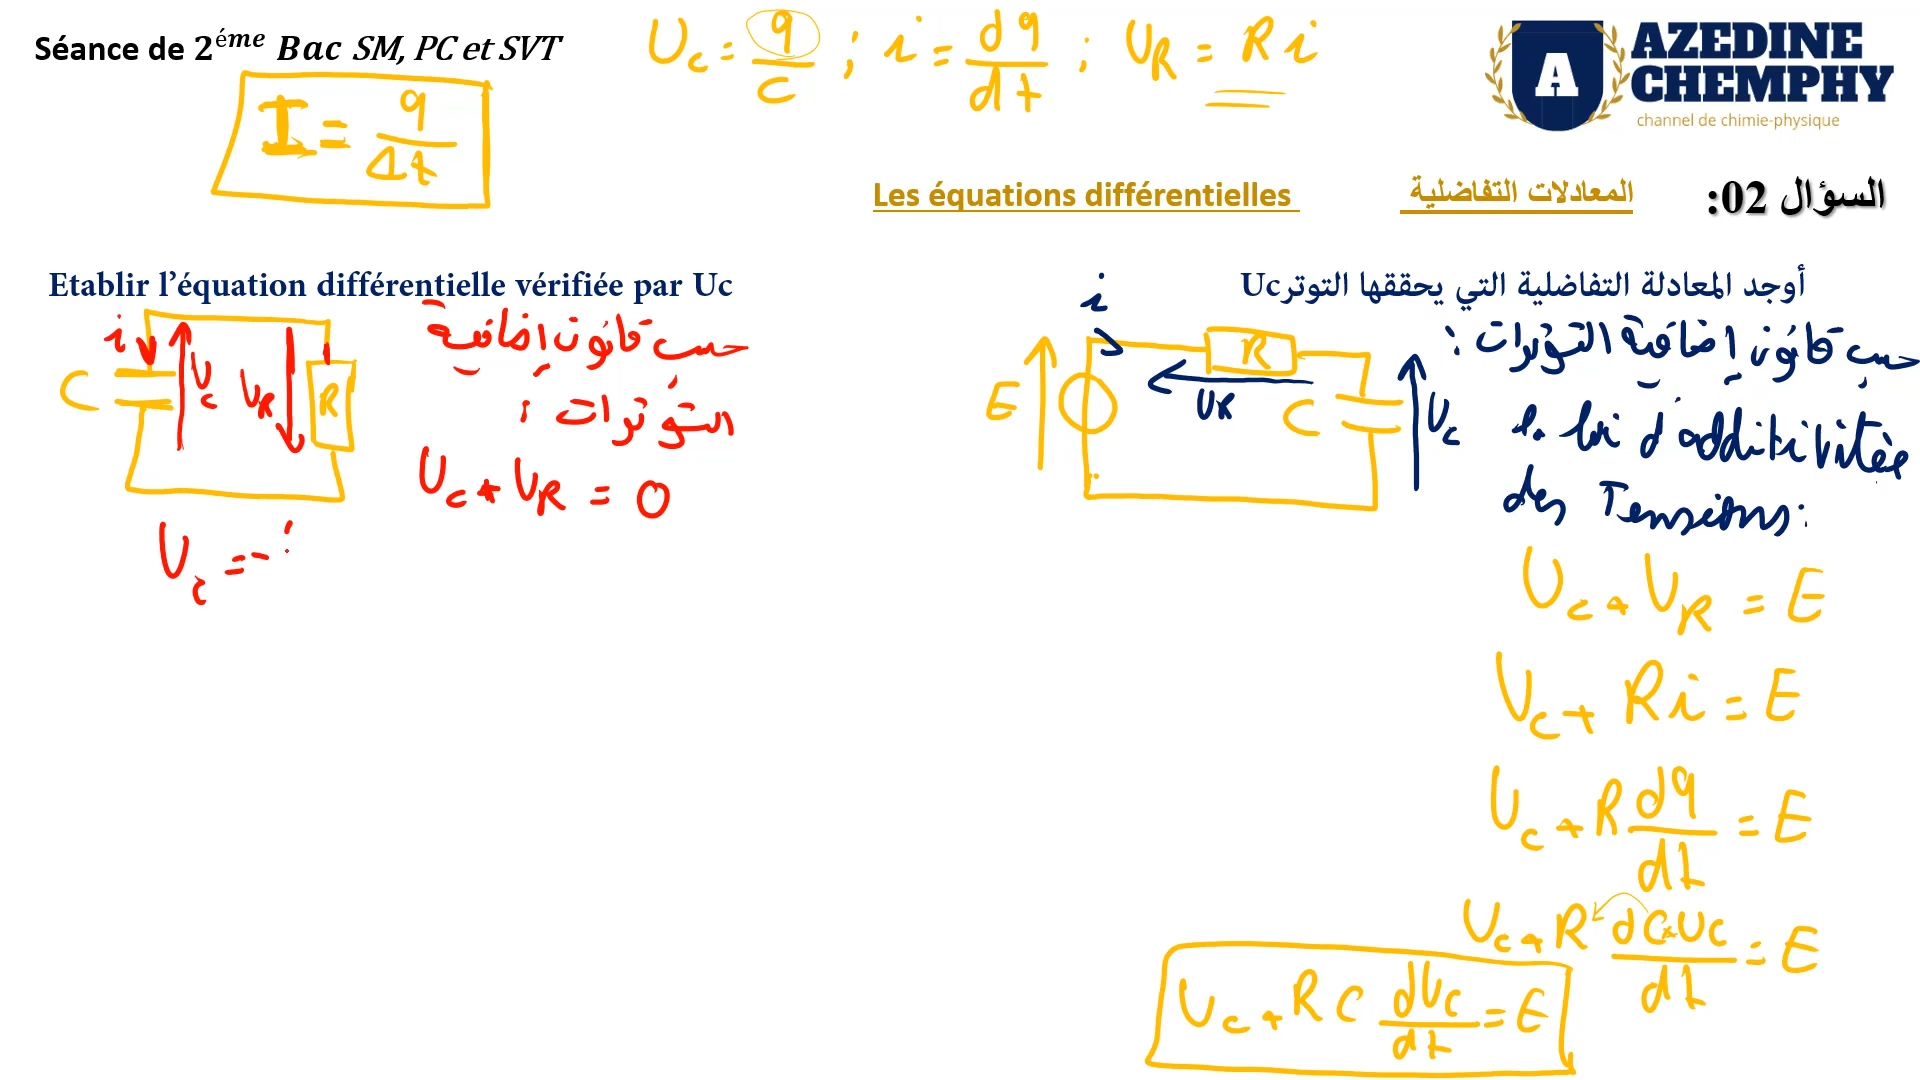 Séance de 2éme Bac SM, PC et SVT
Uc = q/C ; i = dq/dt ; UR = Ri
AZEDINE
CHEMPHY
channel de chimie-physique
A
I = q/Δt
Les équations différentielles
المعادلات التفاضلية
السؤال 02:
Etablir l’équation différentielle vérifiée par Uc
أوجد المعادلة التفاضلية التي يحققها التوتر Uc
i
C
Uc
UR
R
حسب قانون إضافية
التوترات :
Uc + UR = 0
Uc = -
i
E
R
UR
C
Uc
حسب قانون إضافية التوترات :
la loi d'additivitée
des Tensions:
Uc + UR = E
Uc + Ri = E
Uc + R dq/dt = E
Uc + R dC×Uc/dt = E
Uc + RC dUc/dt = E